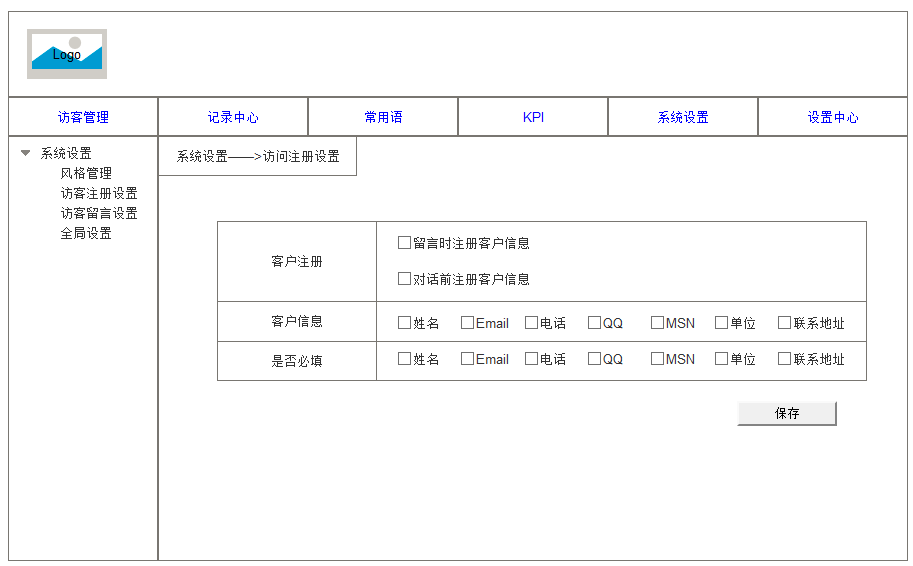 Logo
访客管理 记录中心 常用语 KPI 系统设置 设置中心
系统设置
风格管理
访客注册设置
访客留言设置
全局设置
系统设置——>访问注册设置
客户注册
留言时注册客户信息
对话前注册客户信息
客户信息 姓名 Email 电话 QQ MSN 单位 联系地址
是否必填 姓名 Email 电话 QQ MSN 单位 联系地址
保存